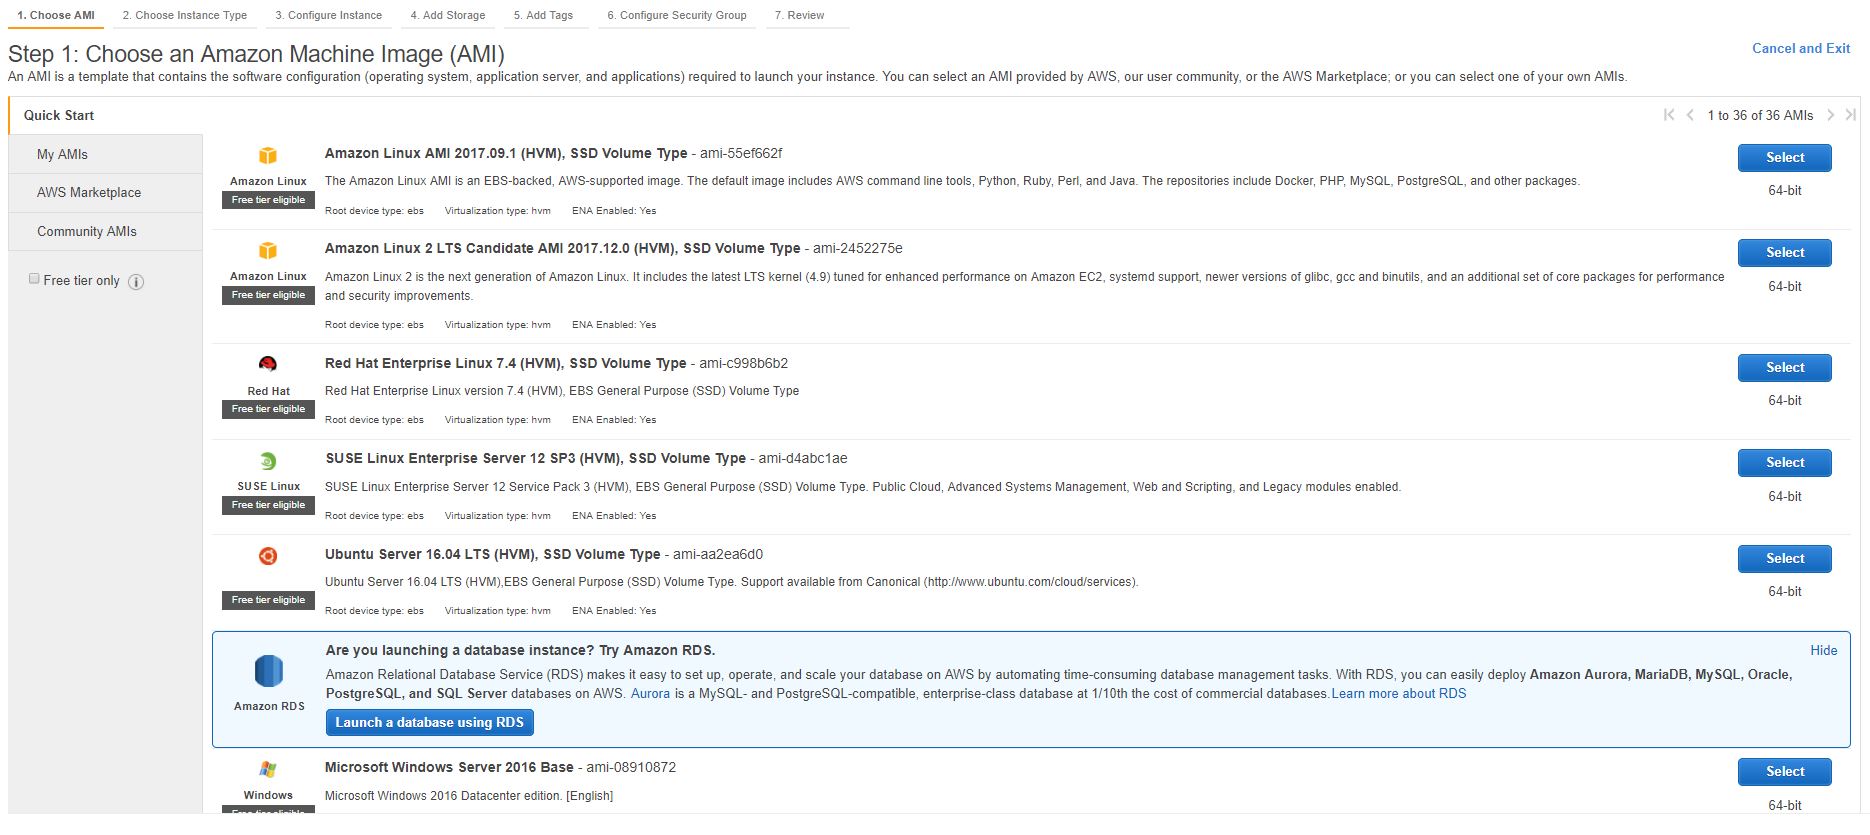 1. Choose AMI 2. Choose Instance Type 3. Configure Instance 4. Add Storage 5. Add Tags 6. Configure Security Group 7. Review
Step 1: Choose an Amazon Machine Image (AMI)
Cancel and Exit
An AMI is a template that contains the software configuration (operating system, application server, and applications) required to launch your instance. You can select an AMI provided by AWS, our user community, or the AWS Marketplace; or you can select one of your own AMIs.
Quick Start
1 to 36 of 36 AMIs
My AMIs
AWS Marketplace
Community AMIs
Free tier only
Amazon Linux
Free tier eligible
Amazon Linux AMI 2017.09.1 (HVM), SSD Volume Type - ami-55ef662f
The Amazon Linux AMI is an EBS-backed, AWS-supported image. The default image includes AWS command line tools, Python, Ruby, Perl, and Java. The repositories include Docker, PHP, MySQL, PostgreSQL, and other packages.
Root device type: ebs Virtualization type: hvm ENA Enabled: Yes
Select
64-bit
Amazon Linux
Free tier eligible
Amazon Linux 2 LTS Candidate AMI 2017.12.0 (HVM), SSD Volume Type - ami-2452275e
Amazon Linux 2 is the next generation of Amazon Linux. It includes the latest LTS kernel (4.9) tuned for enhanced performance on Amazon EC2, systemd support, newer versions of glibc, gcc and binutils, and an additional set of core packages for performance
and security improvements.
Root device type: ebs Virtualization type: hvm ENA Enabled: Yes
Select
64-bit
Red Hat
Free tier eligible
Red Hat Enterprise Linux 7.4 (HVM), SSD Volume Type - ami-c998b6b2
Red Hat Enterprise Linux version 7.4 (HVM), EBS General Purpose (SSD) Volume Type
Root device type: ebs Virtualization type: hvm ENA Enabled: Yes
Select
64-bit
SUSE Linux
Free tier eligible
SUSE Linux Enterprise Server 12 SP3 (HVM), SSD Volume Type - ami-d4abc1ae
SUSE Linux Enterprise Server 12 Service Pack 3 (HVM), EBS General Purpose (SSD) Volume Type. Public Cloud, Advanced Systems Management, Web and Scripting, and Legacy modules enabled.
Root device type: ebs Virtualization type: hvm ENA Enabled: Yes
Select
64-bit
Free tier eligible
Ubuntu Server 16.04 LTS (HVM), SSD Volume Type - ami-aa2ea6d0
Ubuntu Server 16.04 LTS (HVM),EBS General Purpose (SSD) Volume Type. Support available from Canonical (http://www.ubuntu.com/cloud/services).
Root device type: ebs Virtualization type: hvm ENA Enabled: Yes
Select
64-bit
Amazon RDS
Are you launching a database instance? Try Amazon RDS.
Hide
Amazon Relational Database Service (RDS) makes it easy to set up, operate, and scale your database on AWS by automating time-consuming database management tasks. With RDS, you can easily deploy Amazon Aurora, MariaDB, MySQL, Oracle,
PostgreSQL, and SQL Server databases on AWS. Aurora is a MySQL- and PostgreSQL-compatible, enterprise-class database at 1/10th the cost of commercial databases. Learn more about RDS
Launch a database using RDS
Windows
Free tier eligible
Microsoft Windows Server 2016 Base - ami-08910872
Microsoft Windows 2016 Datacenter edition. [English]
Select
64-bit